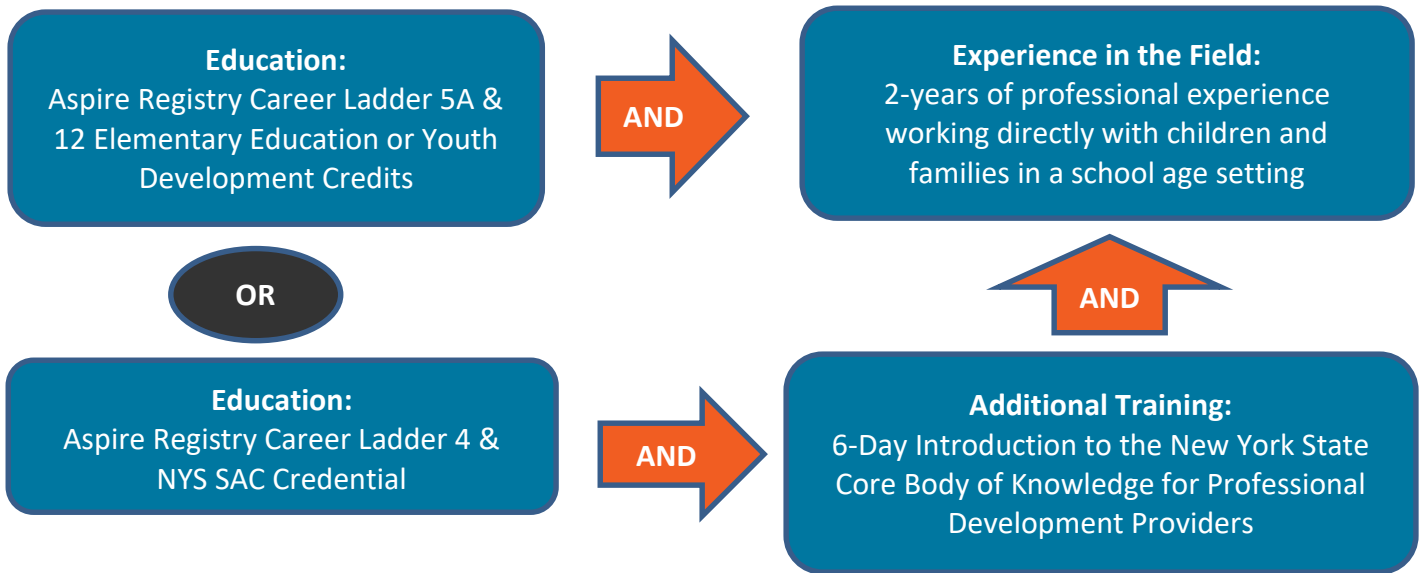 Education:
Aspire Registry Career Ladder 5A &
12 Elementary Education or Youth
Development Credits
AND
Experience in the Field:
2-years of professional experience
working directly with children and
families in a school age setting
OR
AND
Education:
Aspire Registry Career Ladder 4 &
NYS SAC Credential
AND
Additional Training:
6-Day Introduction to the New York State
Core Body of Knowledge for Professional
Development Providers